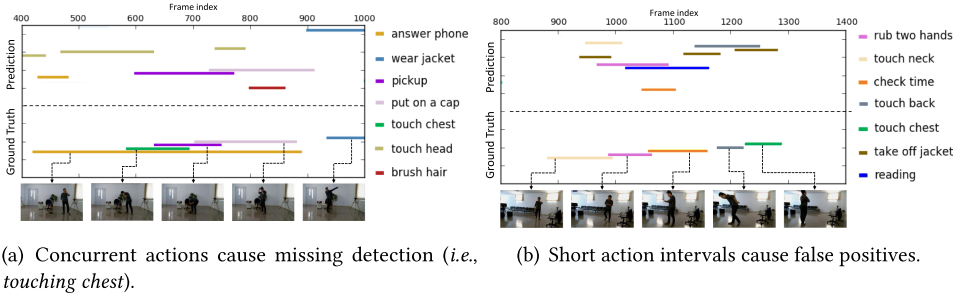 Frame index
400 500 600 700 800 900 1000
Prediction
Ground Truth
answer phone
wear jacket
pickup
put on a cap
touch chest
touch head
brush hair
(a) Concurrent actions cause missing detection (i.e.,
touching chest).
Frame index
800 900 1000 1100 1200 1300 1400
Prediction
Ground Truth
rub two hands
touch neck
check time
touch back
touch chest
take off jacket
reading
(b) Short action intervals cause false positives.